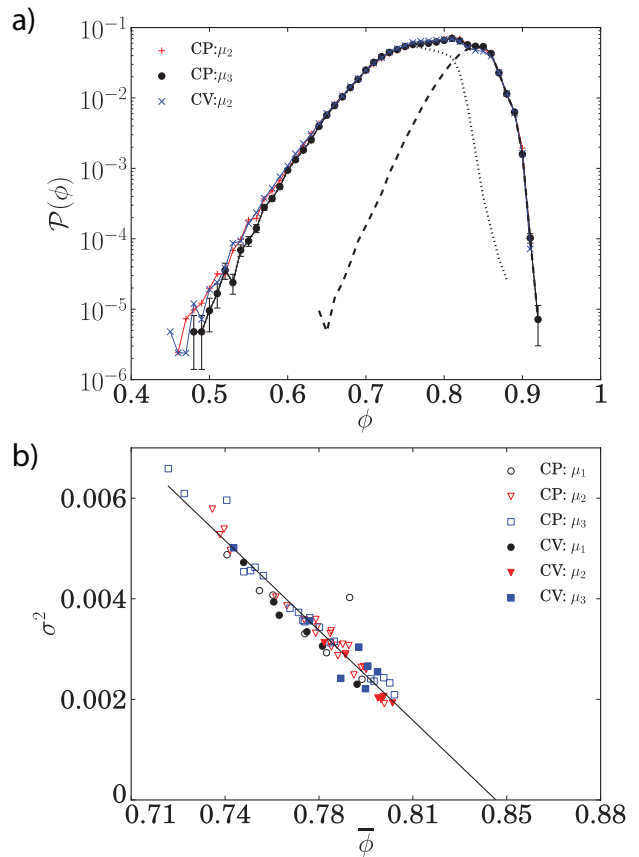 a)
CP:μ₂
CP:μ₃
CV:μ₂
10⁻¹
10⁻²
10⁻³
10⁻⁴
10⁻⁵
10⁻⁶
P(ϕ)
0.4 0.5 0.6 0.7 0.8 0.9 1
ϕ
b)
CP: μ₁
CP: μ₂
CP: μ₃
CV: μ₁
CV: μ₂
CV: μ₃
0.006
0.004
0.002
0
σ²
0.71 0.74 0.78 0.81 0.85 0.88
ϕ̅